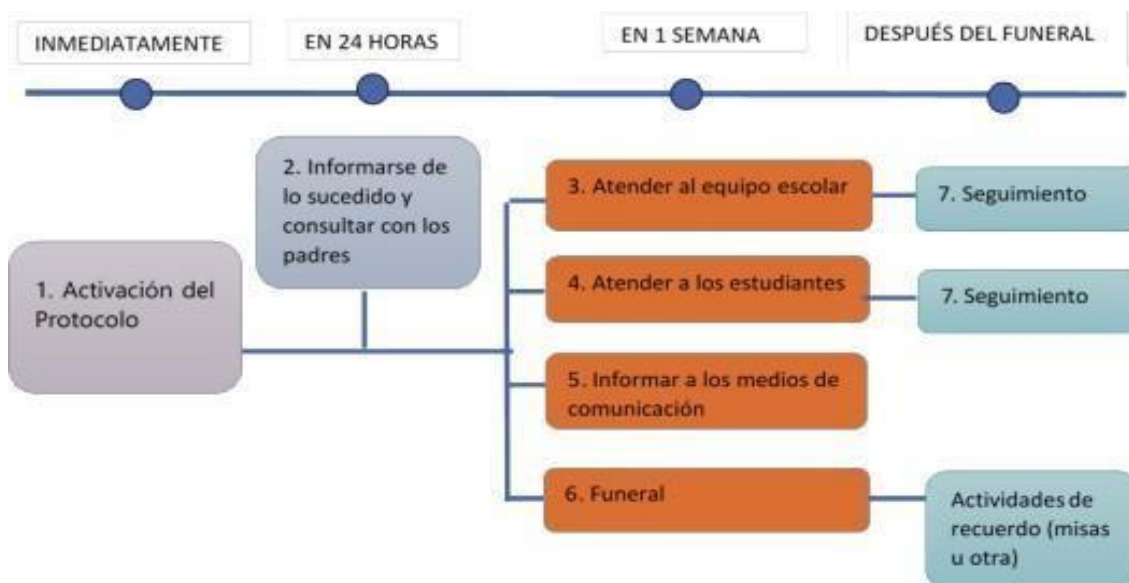 INMEDIATAMENTE
EN 24 HORAS
EN 1 SEMANA
DESPUÉS DEL FUNERAL
1. Activación del
Protocolo
2. Informarse de
lo sucedido y
consultar con los
padres
3. Atender al equipo escolar
7. Seguimiento
4. Atender a los estudiantes
7. Seguimiento
5. Informar a los medios de
comunicación
6. Funeral
Actividades de
recuerdo (misas
u otra)